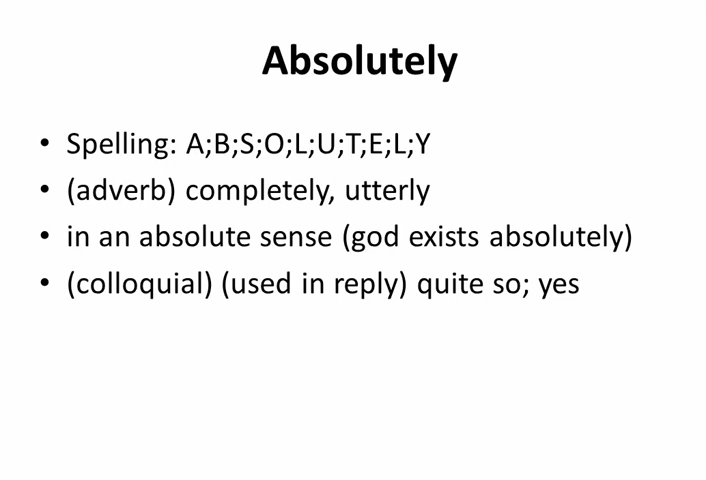 Absolutely
• Spelling: A;B;S;O;L;U;T;E;L;Y
• (adverb) completely, utterly
• in an absolute sense (god exists absolutely)
• (colloquial) (used in reply) quite so; yes